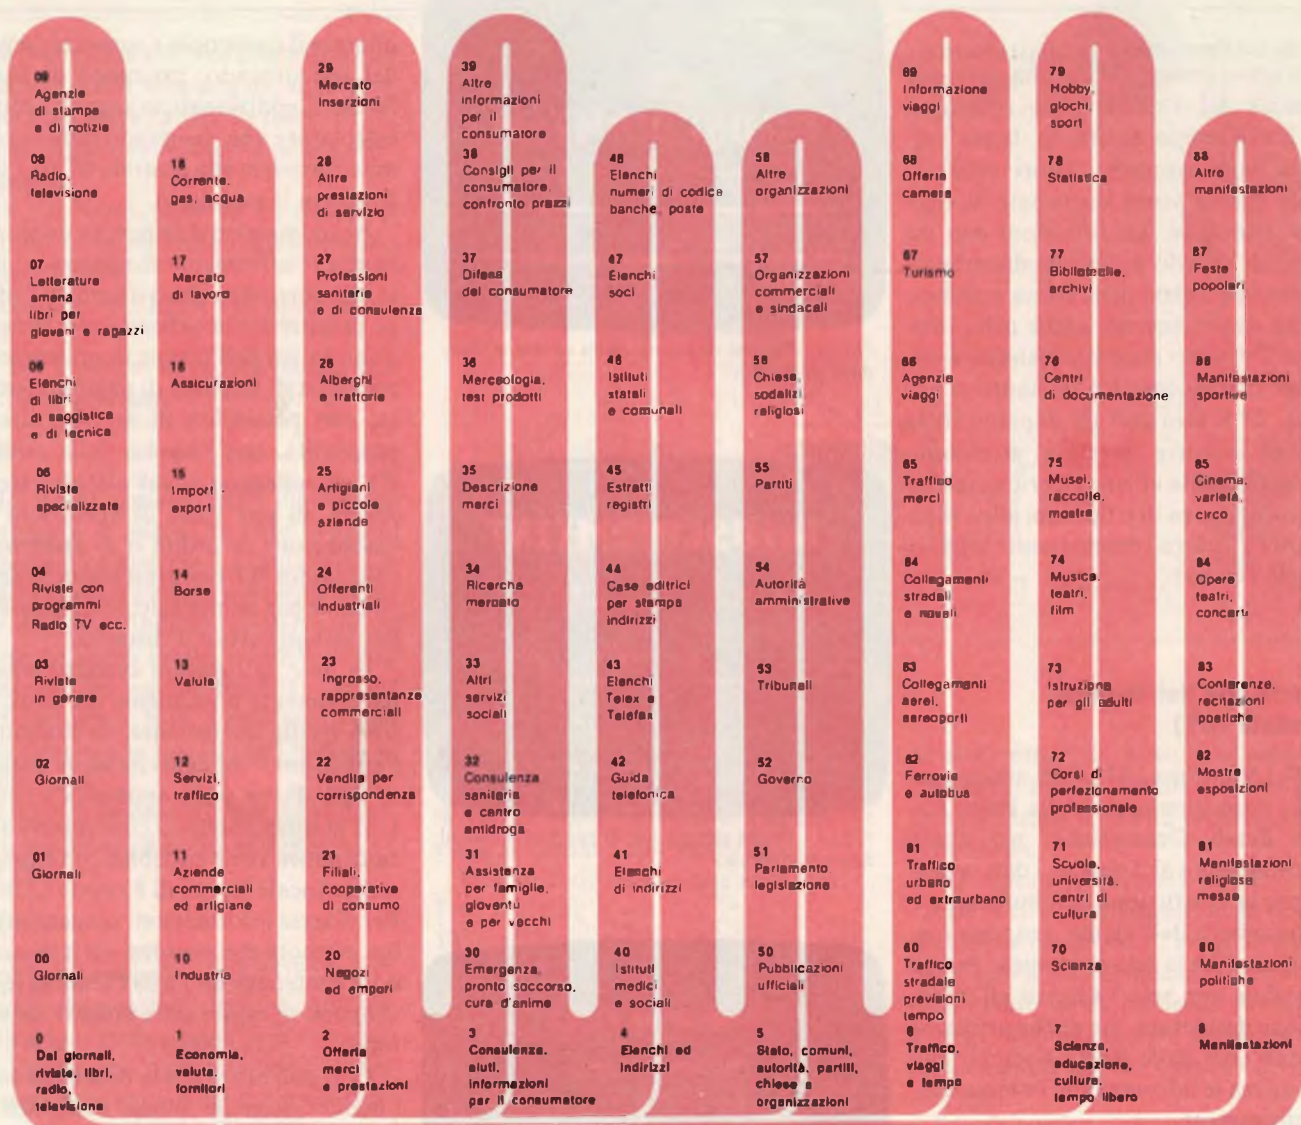 09
Agenzie
di stampa
e di notizie
08
Radio,
televisione
07
Letteratura
amena
libri per
giovani e ragazzi
06
Elenchi
di libri
di saggistica
e di tecnica
05
Riviste
specializzate
04
Riviste con
programmi
Radio TV ecc.
03
Riviste
in genere
02
Giornali
01
Giornali
00
Giornali
0
Dai giornali,
riviste, libri,
radio,
televisione
18
Corrente,
gas, acqua
17
Mercato
di lavoro
16
Assicurazioni
15
Import -
export
14
Borse
13
Valute
12
Servizi,
traffico
11
Aziende
commerciali
ed artigiane
10
Industria
1
Economia,
valuta,
fornitori
29
Mercato
inserzioni
28
Altre
prestazioni
di servizio
27
Professioni
sanitarie
e di consulenza
26
Alberghi
e trattorie
25
Artigiani
e piccole
aziende
24
Offerenti
industriali
23
Ingrosso,
rappresentanze
commerciali
22
Vendita per
corrispondenza
21
Filiali,
cooperative
di consumo
20
Negozi
ed empori
2
Offerte
merci
e prestazioni
39
Altre
informazioni
per il
consumatore
38
Consigli per il
consumatore,
confronto prezzi
37
Difesa
del consumatore
36
Merceologia,
test prodotti
35
Descrizione
merci
34
Ricerche
mercato
33
Altri
servizi
sociali
32
Consulenza
sanitaria
e centro
antidroga
31
Assistenza
per famiglie,
gioventù
e per vecchi
30
Emergenza,
pronto soccorso,
cura d'anime
3
Consulenza,
aiuti,
informazioni
per il consumatore
48
Elenchi
numeri di codice
banche, poste
47
Elenchi
soci
46
Istituti
statali
e comunali
45
Estratti
registri
44
Case editrici
per stampa
indirizzi
43
Elenchi
Telex e
Telefax
42
Guida
telefonica
41
Elenchi
di indirizzi
40
Istituti
medici
e sociali
4
Elenchi ed
indirizzi
58
Altre
organizzazioni
57
Organizzazioni
commerciali
e sindacali
56
Chiese,
sodalizi
religiosi
55
Partiti
54
Autorità
amministrative
53
Tribunali
52
Governo
51
Parlamento
legislazione
50
Pubblicazioni
ufficiali
5
Stato, comuni,
autorità, partiti,
chiese e
organizzazioni
69
Informazione
viaggi
68
Offerte
camere
67
Turismo
66
Agenzie
viaggi
65
Traffico
merci
64
Collegamenti
stradali
e navali
63
Collegamenti
aerei,
aereoporti
62
Ferrovie
e autobus
61
Traffico
urbano
ed extraurbano
60
Traffico
stradale
previsioni
tempo
6
Traffico,
viaggi
e tempo
79
Hobby,
giochi,
sport
78
Statistica
77
Biblioteche,
archivi
76
Centri
di documentazione
75
Musei,
raccolte,
mostre
74
Musica,
teatri,
film
73
Istruzione
per gli adulti
72
Corsi di
perfezionamento
professionale
71
Scuole,
università,
centri di
cultura
70
Scienza
7
Scienza,
educazione,
cultura,
tempo libero
88
Altre
manifestazioni
87
Feste
popolari
86
Manifestazioni
sportive
85
Cinema,
varietà,
circo
84
Opere
teatri,
concerti
83
Conferenze,
recitazioni
poetiche
82
Mostre
esposizioni
81
Manifestazioni
religiose
messe
80
Manifestazioni
politiche
8
Manifestazioni